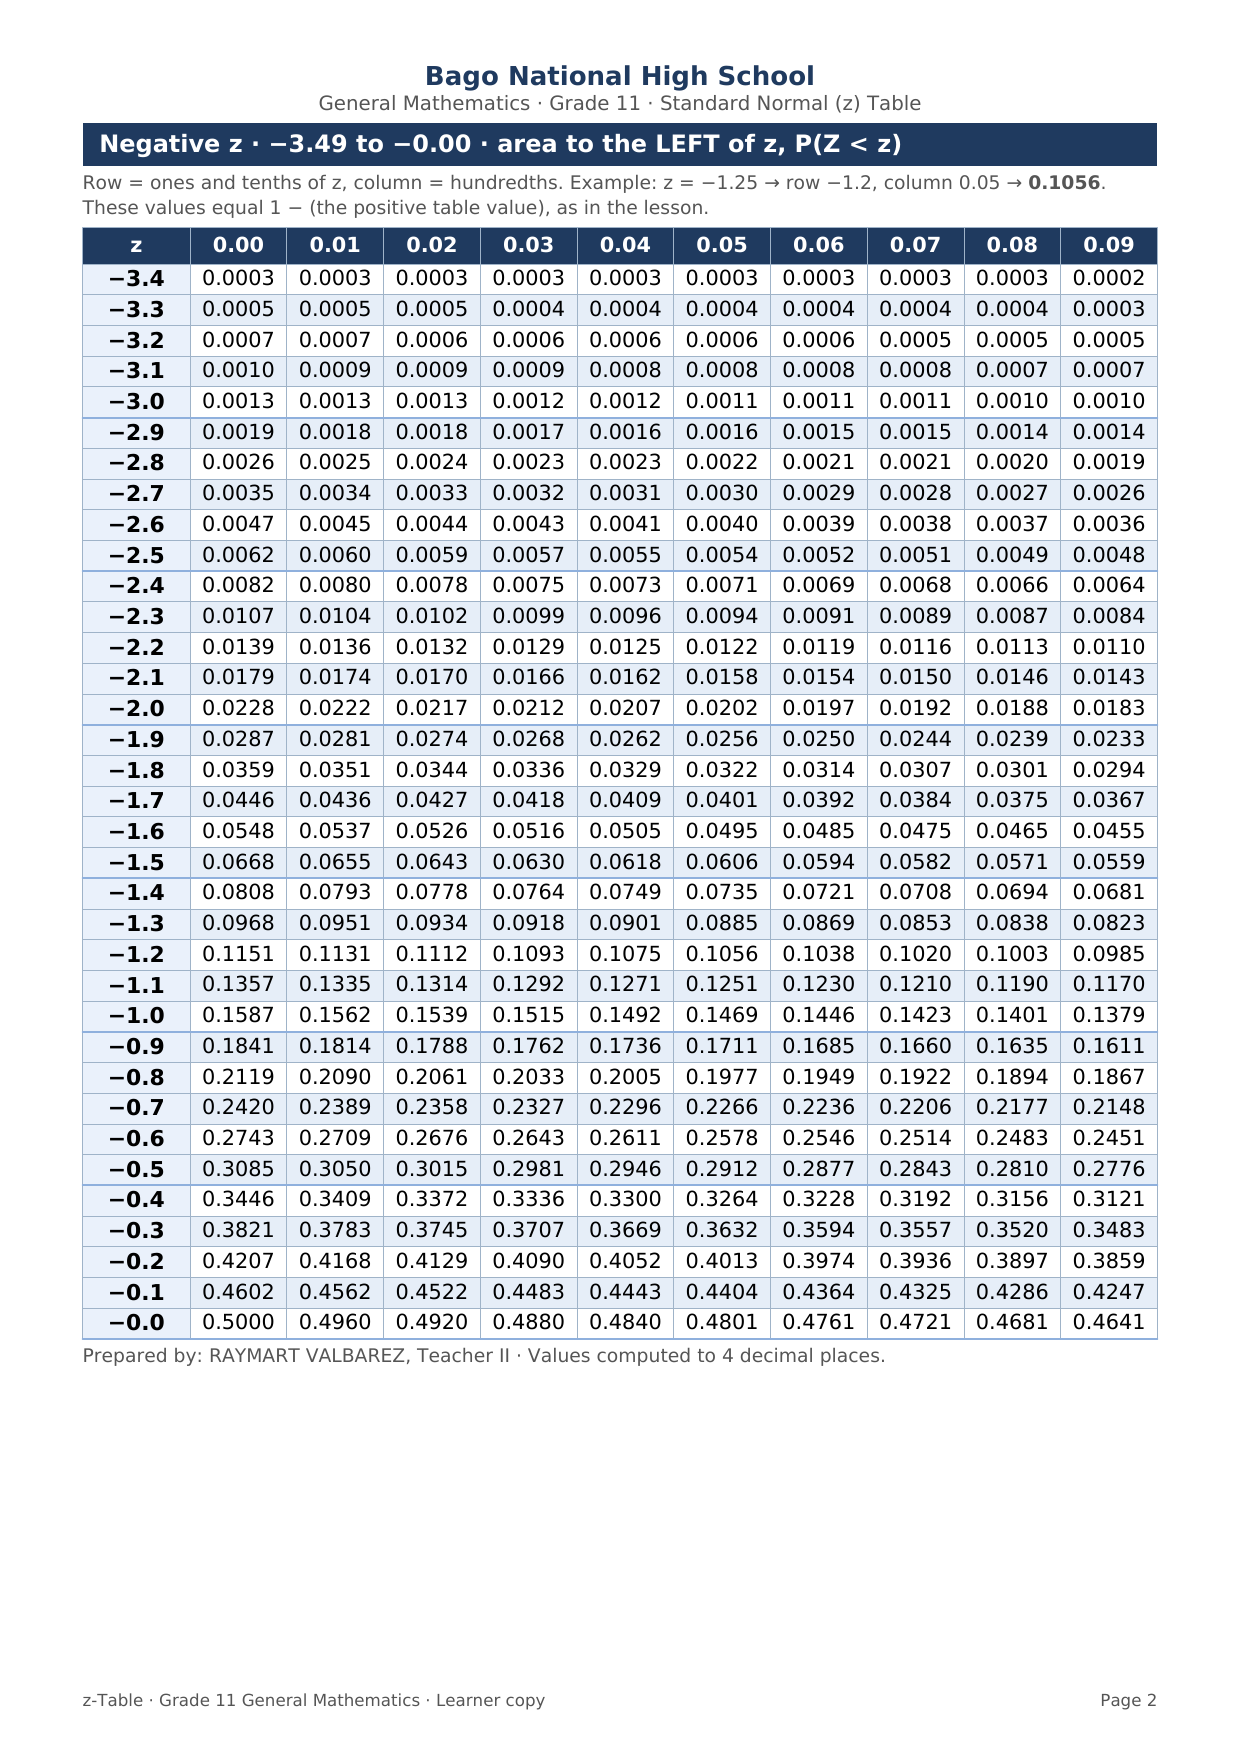 Bago National High School
General Mathematics · Grade 11 · Standard Normal (z) Table
Negative z · −3.49 to −0.00 · area to the LEFT of z, P(Z < z)
Row = ones and tenths of z, column = hundredths. Example: z = −1.25 → row −1.2, column 0.05 → 0.1056.
These values equal 1 − (the positive table value), as in the lesson.
z 0.00 0.01 0.02 0.03 0.04 0.05 0.06 0.07 0.08 0.09
−3.4 0.0003 0.0003 0.0003 0.0003 0.0003 0.0003 0.0003 0.0003 0.0003 0.0002
−3.3 0.0005 0.0005 0.0005 0.0004 0.0004 0.0004 0.0004 0.0004 0.0004 0.0003
−3.2 0.0007 0.0007 0.0006 0.0006 0.0006 0.0006 0.0006 0.0005 0.0005 0.0005
−3.1 0.0010 0.0009 0.0009 0.0009 0.0008 0.0008 0.0008 0.0008 0.0007 0.0007
−3.0 0.0013 0.0013 0.0013 0.0012 0.0012 0.0011 0.0011 0.0011 0.0010 0.0010
−2.9 0.0019 0.0018 0.0018 0.0017 0.0016 0.0016 0.0015 0.0015 0.0014 0.0014
−2.8 0.0026 0.0025 0.0024 0.0023 0.0023 0.0022 0.0021 0.0021 0.0020 0.0019
−2.7 0.0035 0.0034 0.0033 0.0032 0.0031 0.0030 0.0029 0.0028 0.0027 0.0026
−2.6 0.0047 0.0045 0.0044 0.0043 0.0041 0.0040 0.0039 0.0038 0.0037 0.0036
−2.5 0.0062 0.0060 0.0059 0.0057 0.0055 0.0054 0.0052 0.0051 0.0049 0.0048
−2.4 0.0082 0.0080 0.0078 0.0075 0.0073 0.0071 0.0069 0.0068 0.0066 0.0064
−2.3 0.0107 0.0104 0.0102 0.0099 0.0096 0.0094 0.0091 0.0089 0.0087 0.0084
−2.2 0.0139 0.0136 0.0132 0.0129 0.0125 0.0122 0.0119 0.0116 0.0113 0.0110
−2.1 0.0179 0.0174 0.0170 0.0166 0.0162 0.0158 0.0154 0.0150 0.0146 0.0143
−2.0 0.0228 0.0222 0.0217 0.0212 0.0207 0.0202 0.0197 0.0192 0.0188 0.0183
−1.9 0.0287 0.0281 0.0274 0.0268 0.0262 0.0256 0.0250 0.0244 0.0239 0.0233
−1.8 0.0359 0.0351 0.0344 0.0336 0.0329 0.0322 0.0314 0.0307 0.0301 0.0294
−1.7 0.0446 0.0436 0.0427 0.0418 0.0409 0.0401 0.0392 0.0384 0.0375 0.0367
−1.6 0.0548 0.0537 0.0526 0.0516 0.0505 0.0495 0.0485 0.0475 0.0465 0.0455
−1.5 0.0668 0.0655 0.0643 0.0630 0.0618 0.0606 0.0594 0.0582 0.0571 0.0559
−1.4 0.0808 0.0793 0.0778 0.0764 0.0749 0.0735 0.0721 0.0708 0.0694 0.0681
−1.3 0.0968 0.0951 0.0934 0.0918 0.0901 0.0885 0.0869 0.0853 0.0838 0.0823
−1.2 0.1151 0.1131 0.1112 0.1093 0.1075 0.1056 0.1038 0.1020 0.1003 0.0985
−1.1 0.1357 0.1335 0.1314 0.1292 0.1271 0.1251 0.1230 0.1210 0.1190 0.1170
−1.0 0.1587 0.1562 0.1539 0.1515 0.1492 0.1469 0.1446 0.1423 0.1401 0.1379
−0.9 0.1841 0.1814 0.1788 0.1762 0.1736 0.1711 0.1685 0.1660 0.1635 0.1611
−0.8 0.2119 0.2090 0.2061 0.2033 0.2005 0.1977 0.1949 0.1922 0.1894 0.1867
−0.7 0.2420 0.2389 0.2358 0.2327 0.2296 0.2266 0.2236 0.2206 0.2177 0.2148
−0.6 0.2743 0.2709 0.2676 0.2643 0.2611 0.2578 0.2546 0.2514 0.2483 0.2451
−0.5 0.3085 0.3050 0.3015 0.2981 0.2946 0.2912 0.2877 0.2843 0.2810 0.2776
−0.4 0.3446 0.3409 0.3372 0.3336 0.3300 0.3264 0.3228 0.3192 0.3156 0.3121
−0.3 0.3821 0.3783 0.3745 0.3707 0.3669 0.3632 0.3594 0.3557 0.3520 0.3483
−0.2 0.4207 0.4168 0.4129 0.4090 0.4052 0.4013 0.3974 0.3936 0.3897 0.3859
−0.1 0.4602 0.4562 0.4522 0.4483 0.4443 0.4404 0.4364 0.4325 0.4286 0.4247
−0.0 0.5000 0.4960 0.4920 0.4880 0.4840 0.4801 0.4761 0.4721 0.4681 0.4641
Prepared by: RAYMART VALBAREZ, Teacher II · Values computed to 4 decimal places.
z-Table · Grade 11 General Mathematics · Learner copy
Page 2